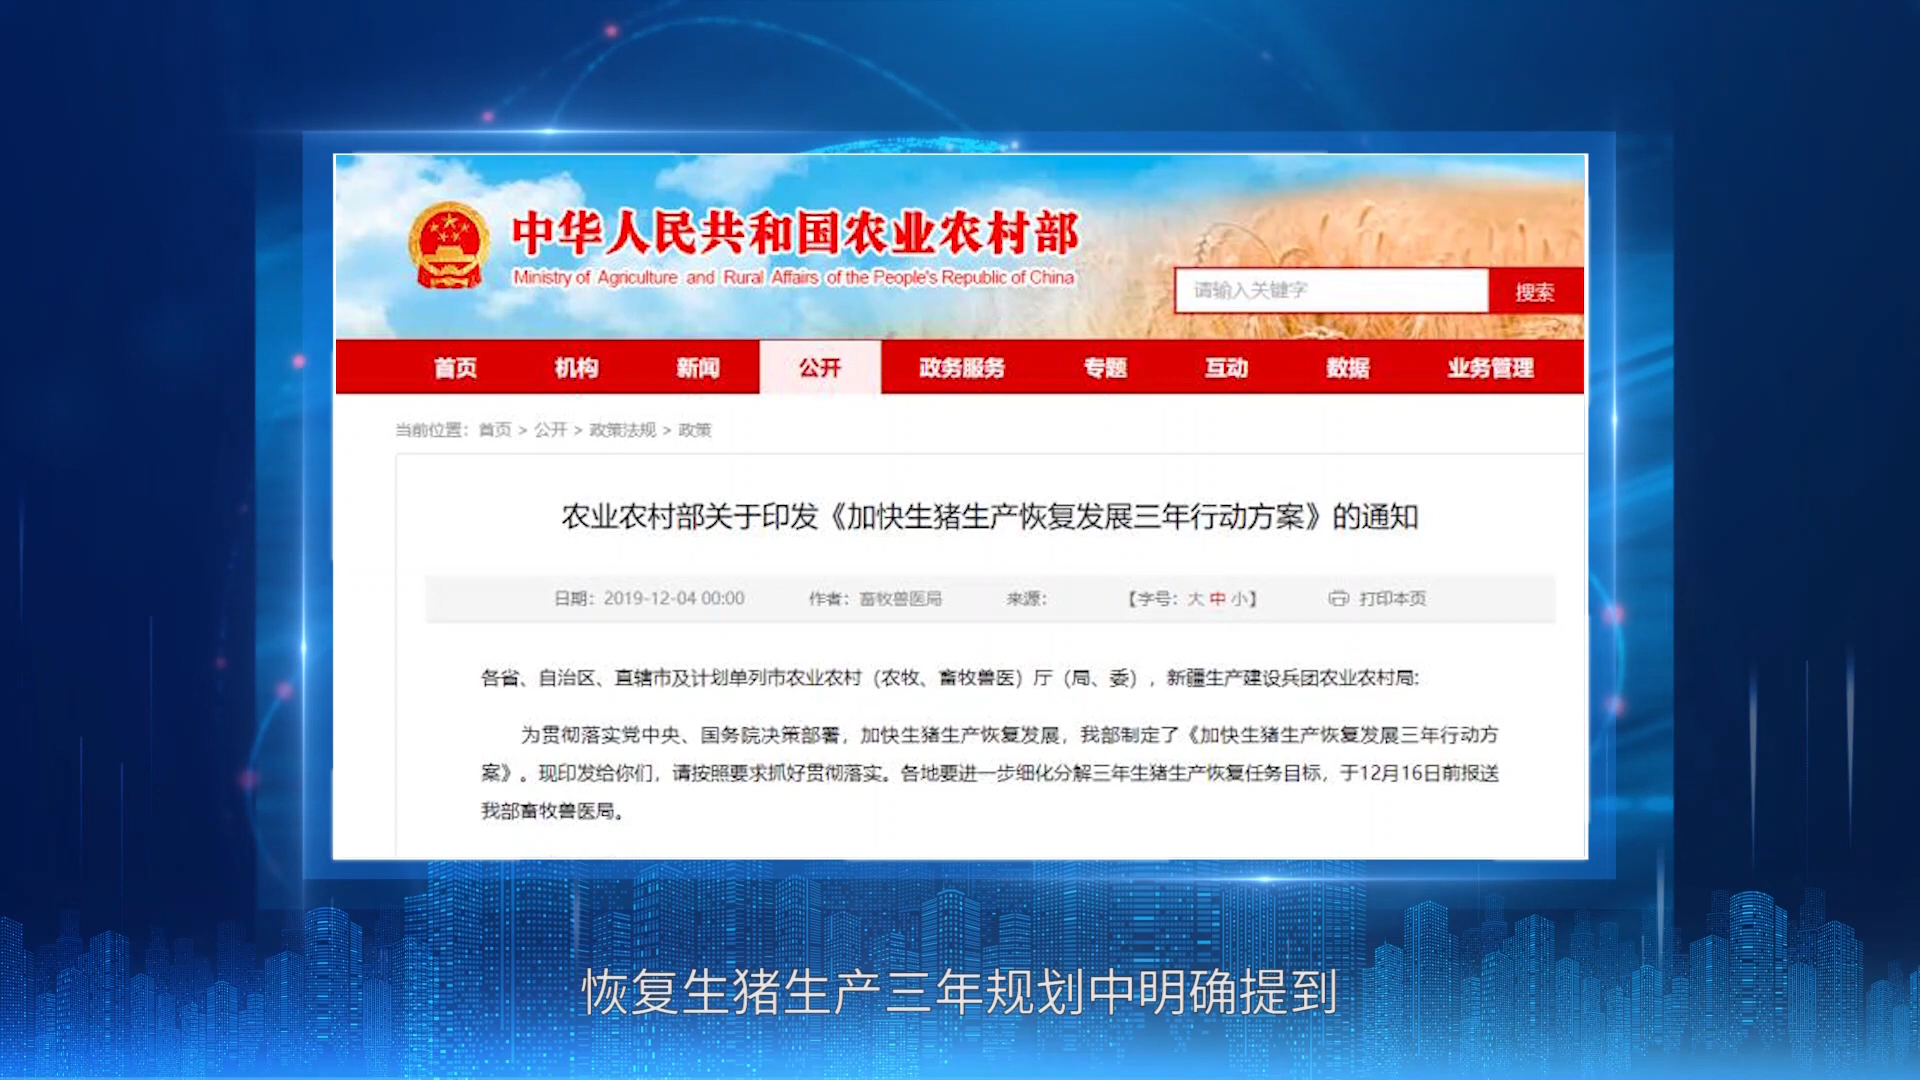 中华人民共和国农业农村部
Ministry of Agriculture and Rural Affairs of the People's Republic of China
请输入关键字 搜索
首页 机构 新闻 公开 政务服务 专题 互动 数据 业务管理
当前位置：首页 > 公开 > 政策法规 > 政策
农业农村部关于印发《加快生猪生产恢复发展三年行动方案》的通知
日期：2019-12-04 00:00 作者：畜牧兽医局 来源： 【字号：大 中 小】 打印本页
各省、自治区、直辖市及计划单列市农业农村（农牧、畜牧兽医）厅（局、委），新疆生产建设兵团农业农村局：
为贯彻落实党中央、国务院决策部署，加快生猪生产恢复发展，我部制定了《加快生猪生产恢复发展三年行动方
案》。现印发给你们，请按照要求抓好贯彻落实。各地要进一步细化分解三年生猪生产恢复任务目标，于12月16日前报送
我部畜牧兽医局。
恢复生猪生产三年规划中明确提到